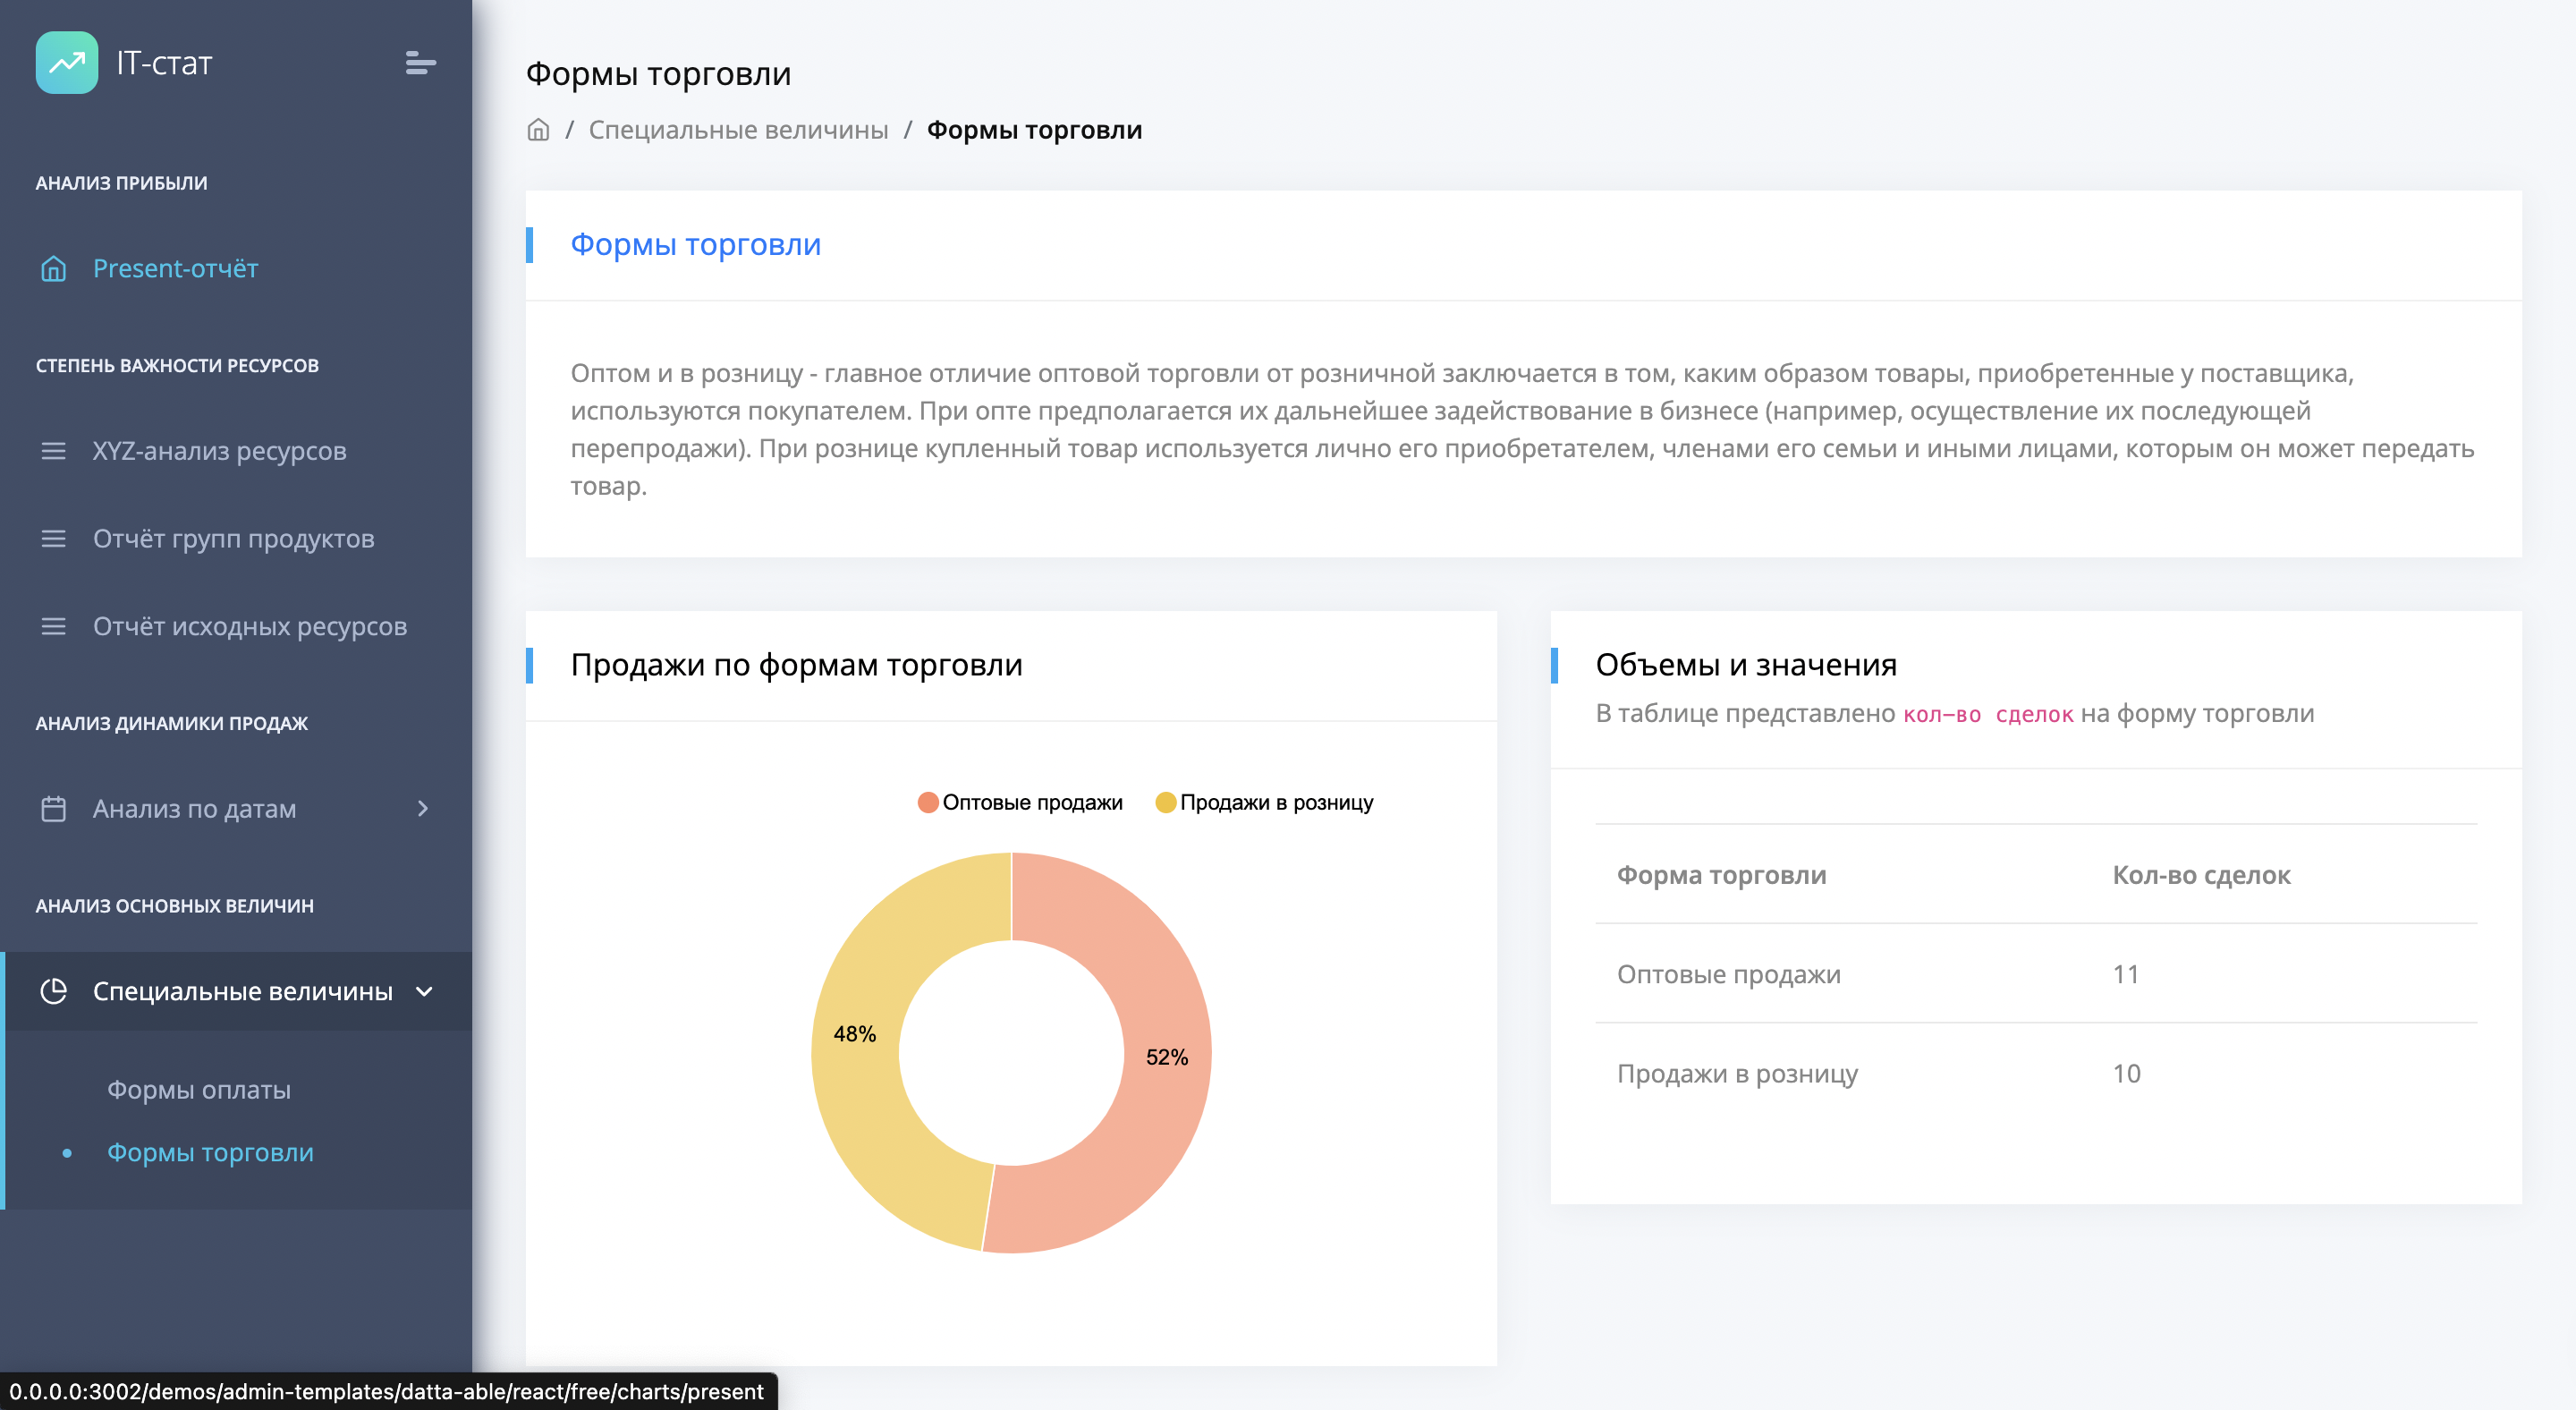 IT-стат
АНАЛИЗ ПРИБЫЛИ
Present-отчёт
СТЕПЕНЬ ВАЖНОСТИ РЕСУРСОВ
XYZ-анализ ресурсов
Отчёт групп продуктов
Отчёт исходных ресурсов
АНАЛИЗ ДИНАМИКИ ПРОДАЖ
Анализ по датам
АНАЛИЗ ОСНОВНЫХ ВЕЛИЧИН
Специальные величины
Формы оплаты
Формы торговли
Формы торговли
/ Специальные величины / Формы торговли
Формы торговли
Оптом и в розницу - главное отличие оптовой торговли от розничной заключается в том, каким образом товары, приобретенные у поставщика,
используются покупателем. При опте предполагается их дальнейшее задействование в бизнесе (например, осуществление их последующей
перепродажи). При рознице купленный товар используется лично его приобретателем, членами его семьи и иными лицами, которым он может передать
товар.
Продажи по формам торговли
Оптовые продажи Продажи в розницу
48%
52%
Объемы и значения
В таблице представлено кол-во сделок на форму торговли
Форма торговли Кол-во сделок
Оптовые продажи 11
Продажи в розницу 10
0.0.0.0:3002/demos/admin-templates/datta-able/react/free/charts/present